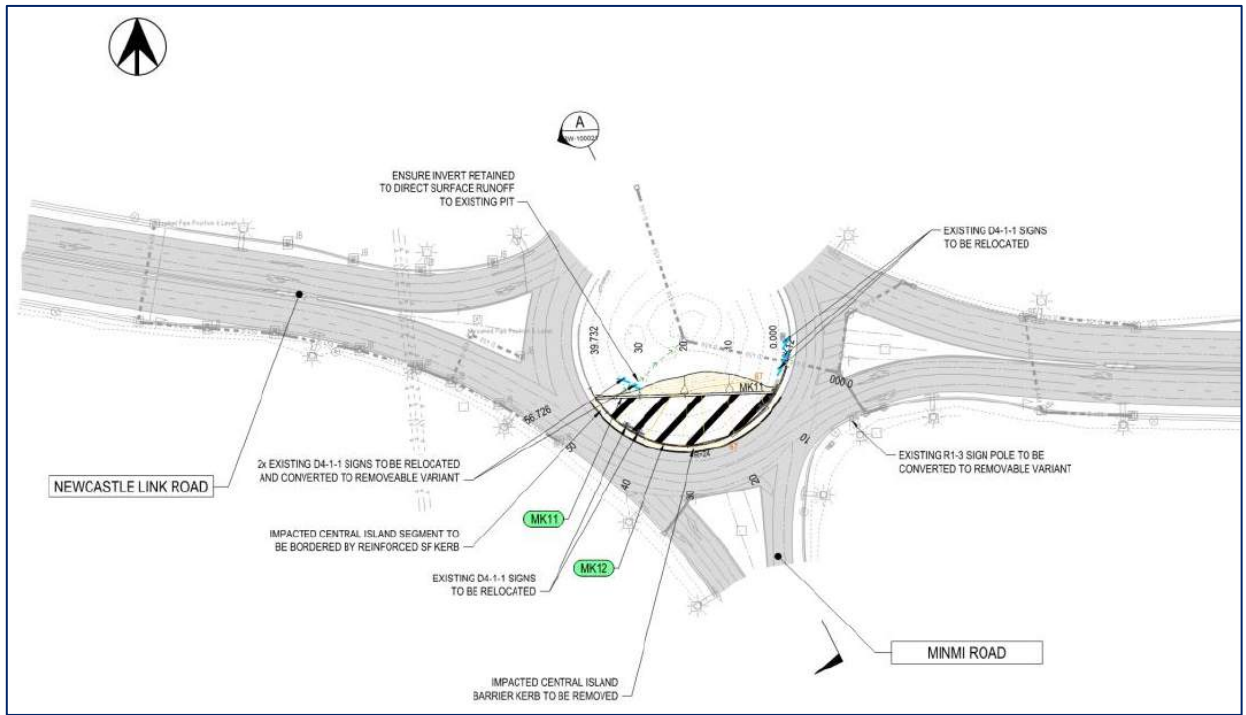 A
ENSURE INVERT RETAINED
TO DIRECT SURFACE RUNOFF
TO EXISTING PIT
EXISTING D4-1-1 SIGNS
TO BE RELOCATED
39.732
30
20
10
0.000
MK11
000.0
56.726
50
40
30
20
10
2x EXISTING D4-1-1 SIGNS TO BE RELOCATED
AND CONVERTED TO REMOVEABLE VARIANT
EXISTING R1-3 SIGN POLE TO BE
CONVERTED TO REMOVABLE VARIANT
NEWCASTLE LINK ROAD
IMPACTED CENTRAL ISLAND SEGMENT TO
BE BORDERED BY REINFORCED SF KERB
MK11
MK12
EXISTING D4-1-1 SIGNS
TO BE RELOCATED
MINMI ROAD
IMPACTED CENTRAL ISLAND
BARRIER KERB TO BE REMOVED